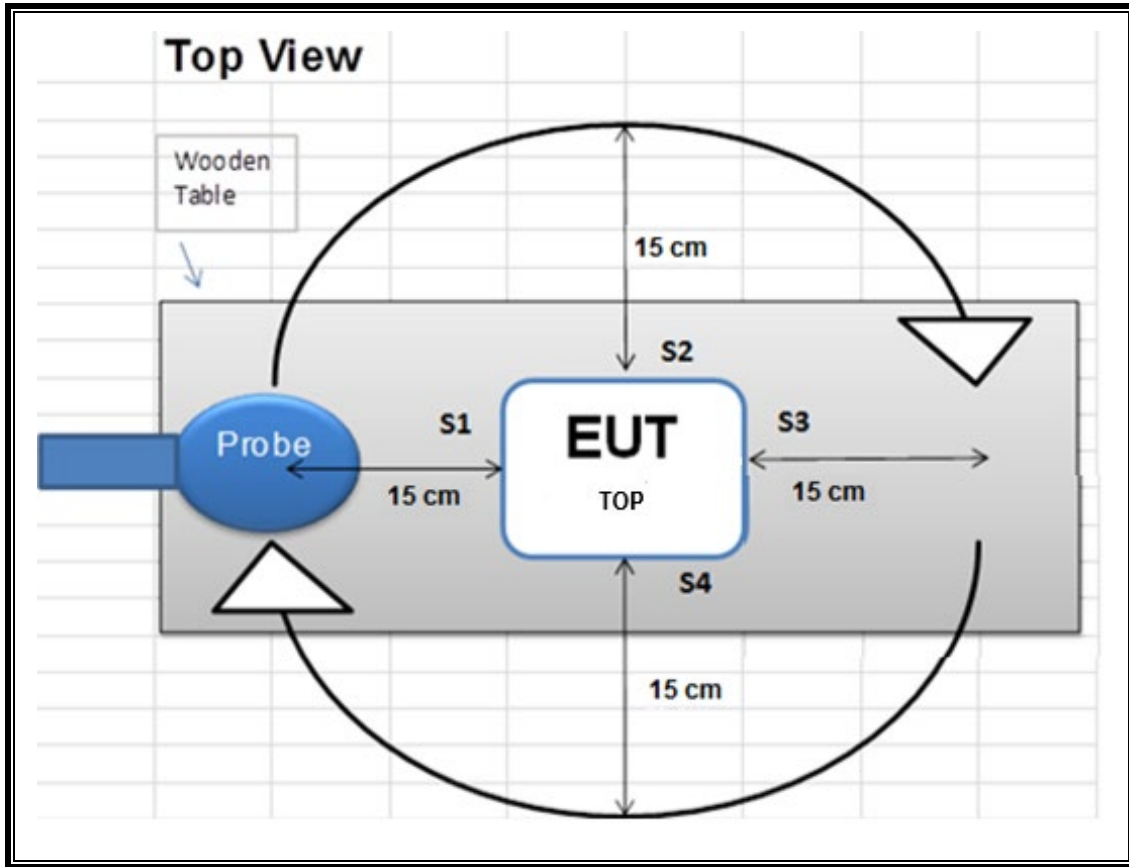 Top View
Wooden
Table
15 cm
S2
S1
EUT
S3
Probe
15 cm
TOP
15 cm
S4
15 cm